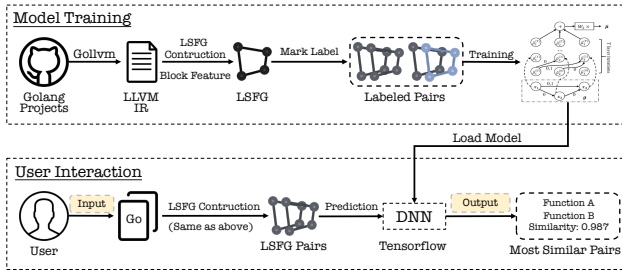 Model Training
Gollvm
LSFG
Contruction
Block Feature
Mark Label
Training
Golang
Projects
LLVM
IR
LSFG
Labeled Pairs
Load Model
User Interaction
Input
Go
LSFG Contruction
(Same as above)
Prediction
DNN
Output
Function A
Function B
Similarity: 0.987
User
LSFG Pairs
Tensorflow
Most Similar Pairs